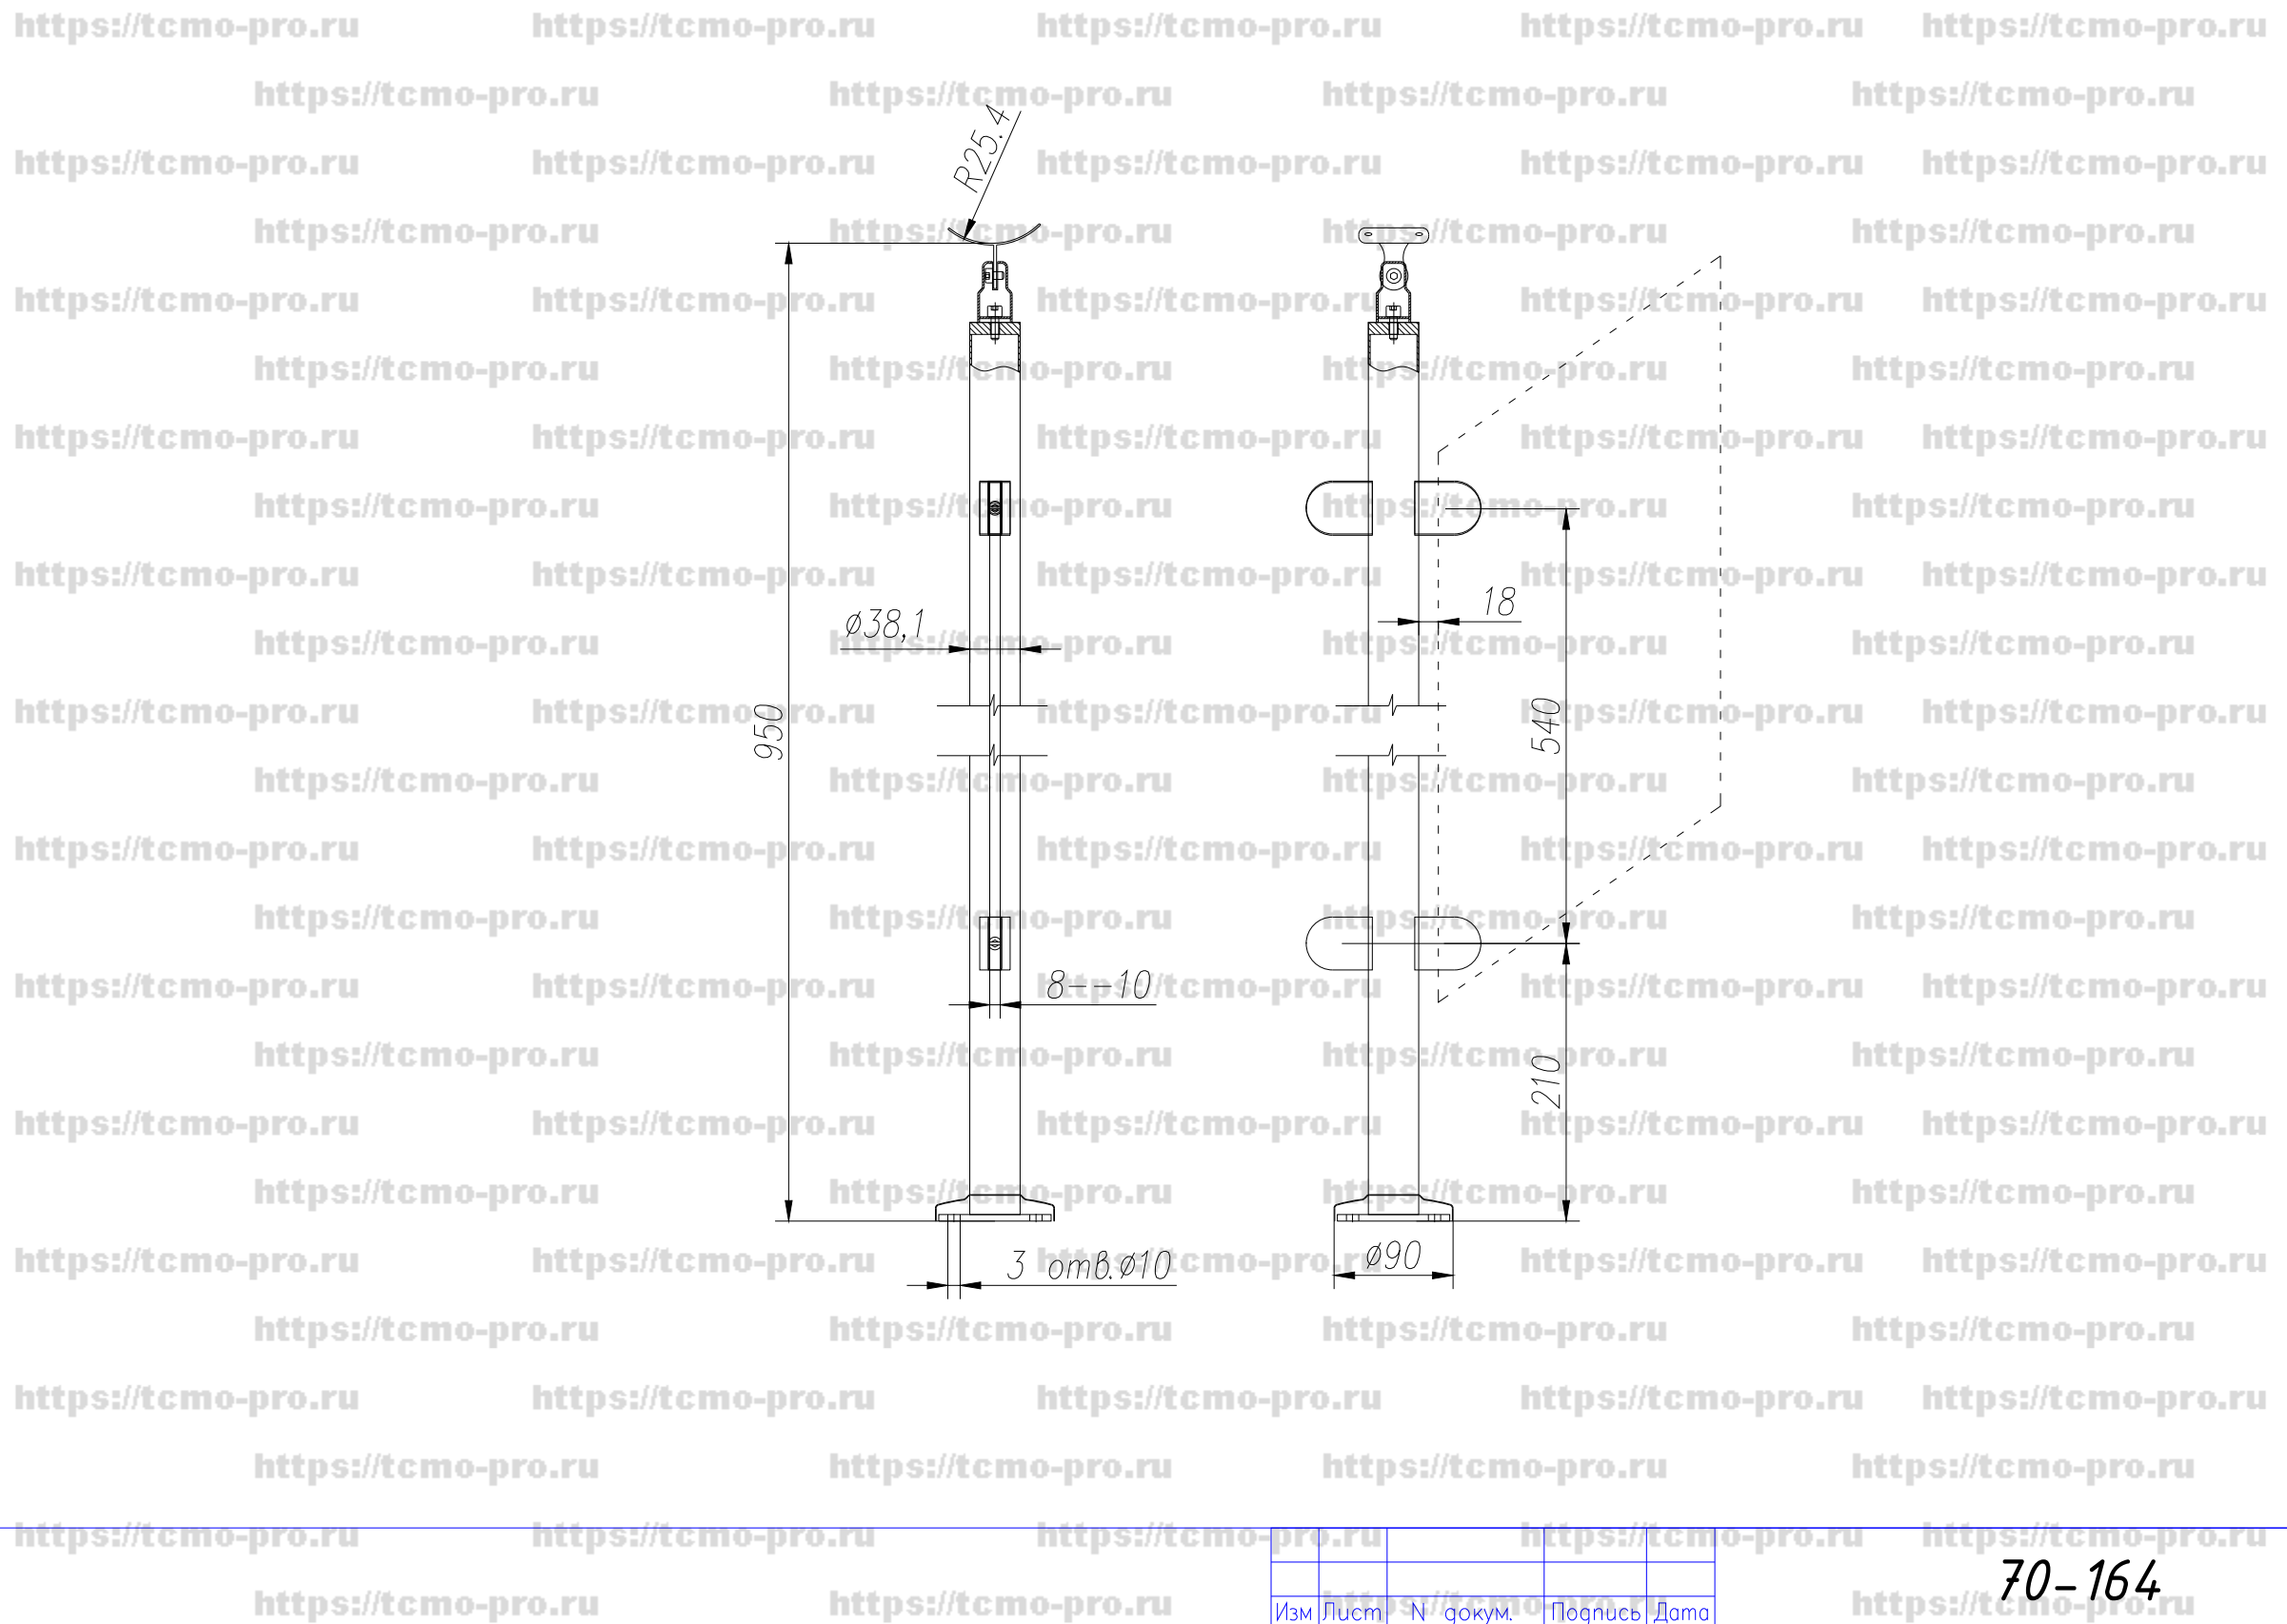 https://tcmo-pro.ru
R25.4
ø38,1
18
950
540
8--10
210
3 отв.ø10
ø90
70-164
Изм Лист N докум. Подпись Дата